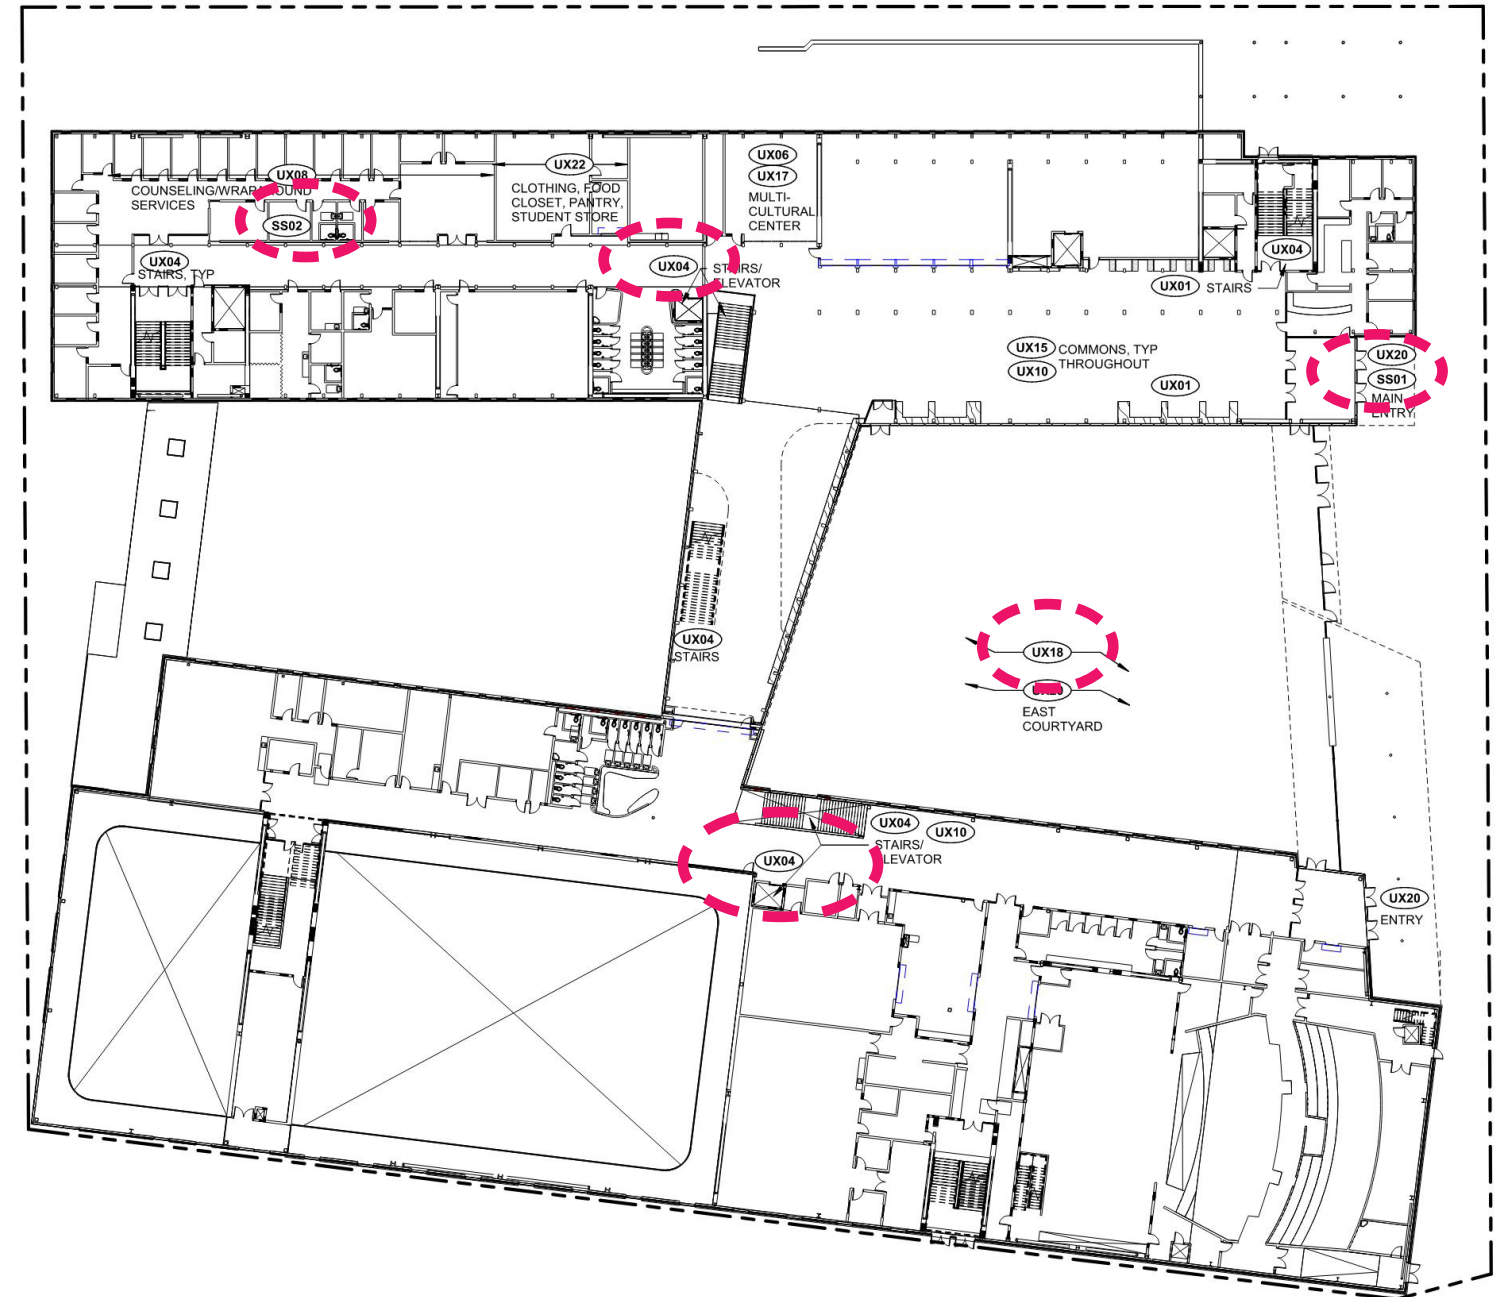 UX08
COUNSELING/WRAPAROUND
SERVICES
SS02
UX04
STAIRS, TYP
UX22
CLOTHING, FOOD
CLOSET, PANTRY,
STUDENT STORE
UX06
UX17
MULTI-
CULTURAL
CENTER
UX04
STAIRS/
ELEVATOR
UX04
UX01
STAIRS
UX15 COMMONS, TYP
THROUGHOUT
UX10
UX01
UX20
SS01
MAIN
ENTRY
UX04
STAIRS
UX18
EAST
COURTYARD
UX04
UX10
STAIRS/
ELEVATOR
UX04
UX20
ENTRY